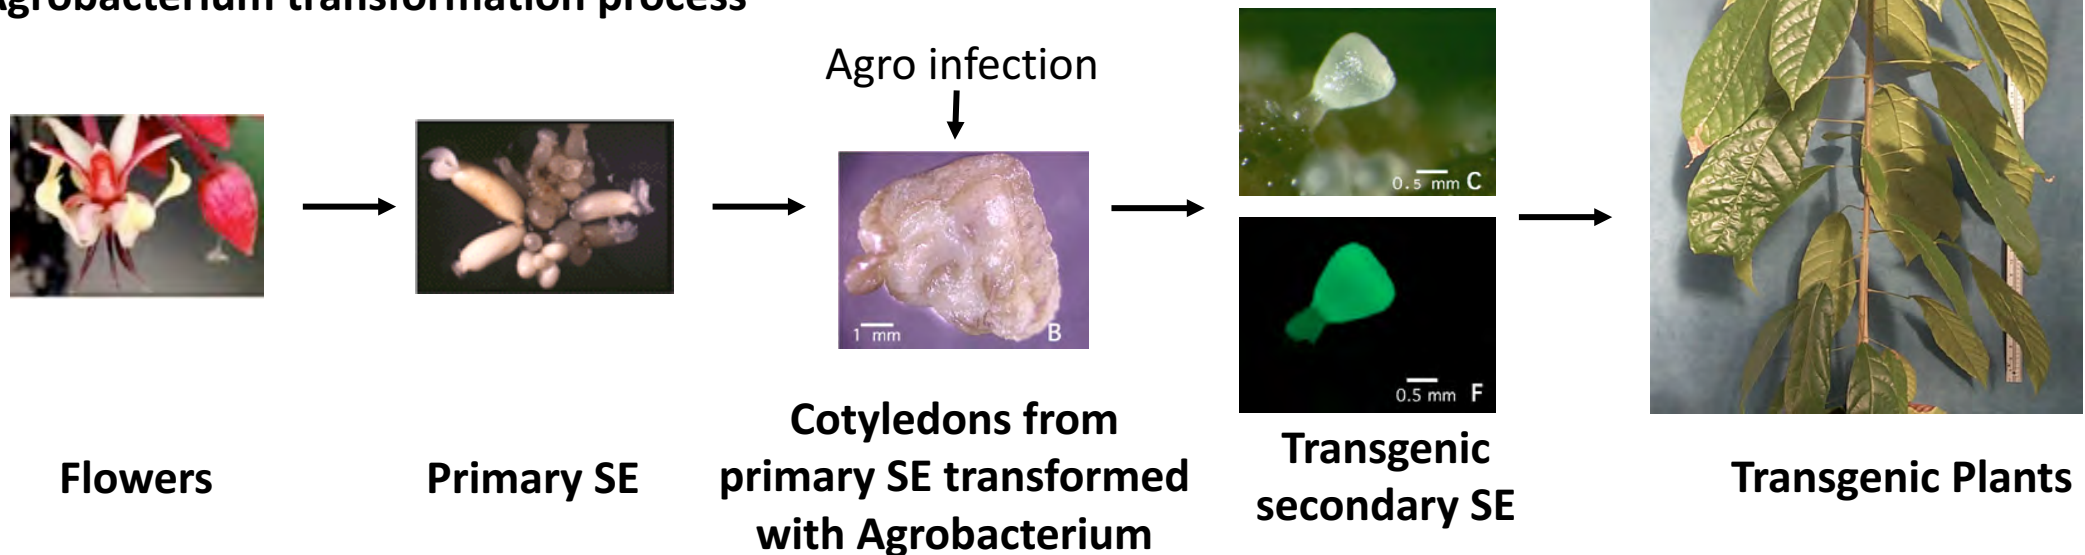 Agrobacterium transformation process
Agro infection
1 mm B
0.5 mm C
0.5 mm F
Flowers
Primary SE
Cotyledons from
primary SE transformed
with Agrobacterium
Transgenic
secondary SE
Transgenic Plants